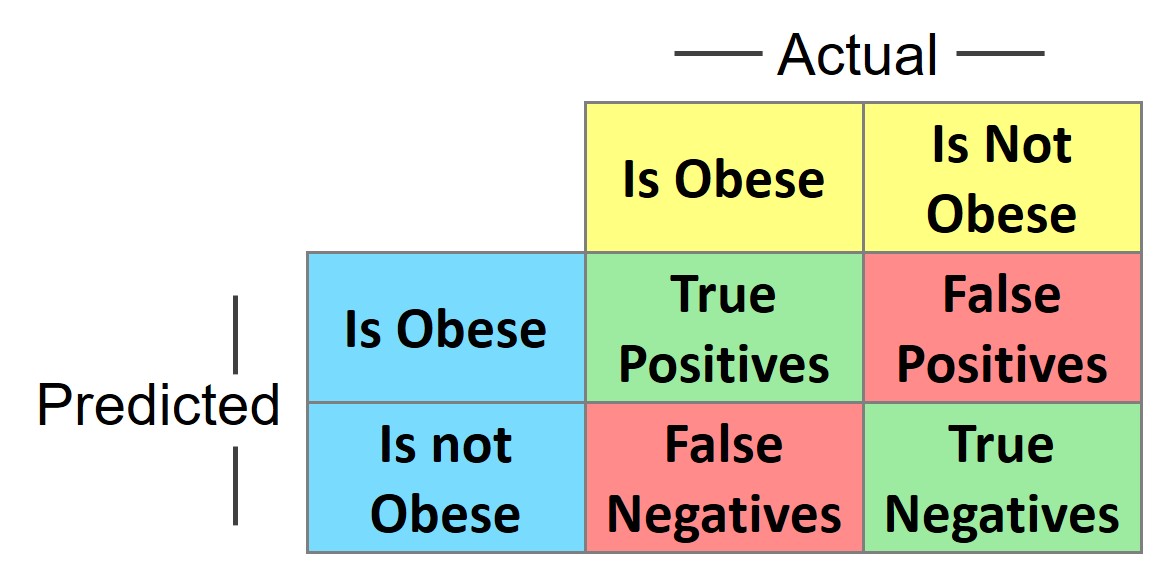 Actual
Is Obese
Is Not
Obese
Is Obese
True
Positives
False
Positives
Predicted
Is not
Obese
False
Negatives
True
Negatives